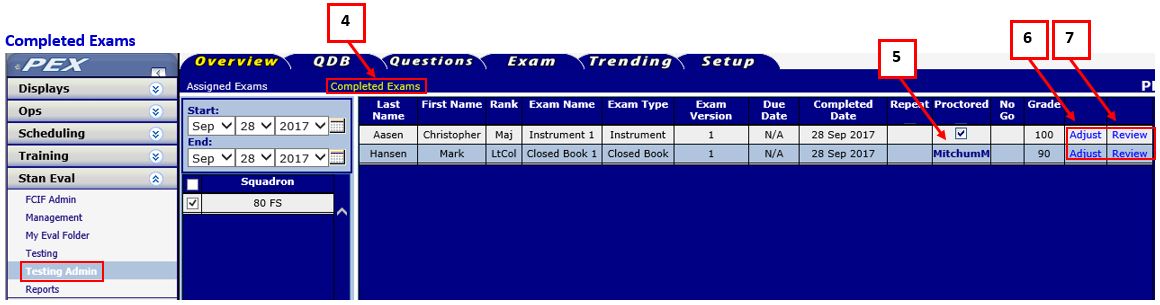 4
6
7
5
Completed Exams
PEX
Overview QDB Questions Exam Trending Setup
Displays
Assigned Exams Completed Exams
Ops
Start:
Sep 28 2017
End:
Sep 28 2017
Scheduling
Training
Stan Eval
FCIF Admin
Management
My Eval Folder
Testing
Testing Admin
Reports
Squadron
80 FS
Last Name First Name Rank Exam Name Exam Type Exam Version Due Date Completed Date Repeat Proctored No Go Grade
Aasen Christopher Maj Instrument 1 Instrument 1 N/A 28 Sep 2017 100 Adjust Review
Hansen Mark LtCol Closed Book 1 Closed Book 1 N/A 28 Sep 2017 MitchumM 90 Adjust Review